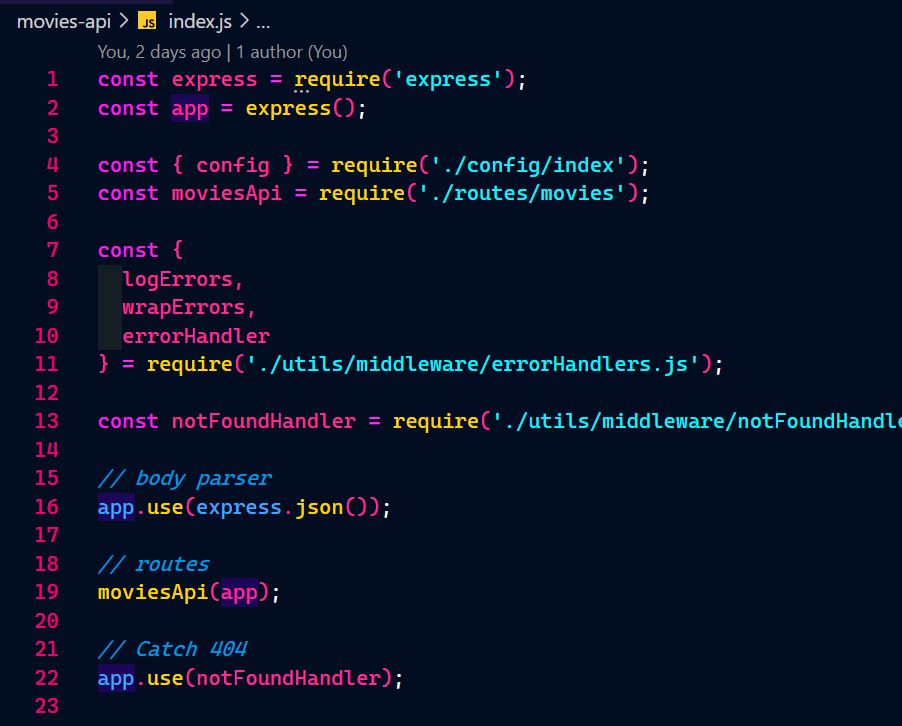 movies-api > JS index.js > ...
You, 2 days ago | 1 author (You)
1 const express = require('express');
2 const app = express();
3
4 const { config } = require('./config/index');
5 const moviesApi = require('./routes/movies');
6
7 const {
8 logErrors,
9 wrapErrors,
10 errorHandler
11 } = require('./utils/middleware/errorHandlers.js');
12
13 const notFoundHandler = require('./utils/middleware/notFoundHandle
14
15 // body parser
16 app.use(express.json());
17
18 // routes
19 moviesApi(app);
20
21 // Catch 404
22 app.use(notFoundHandler);
23